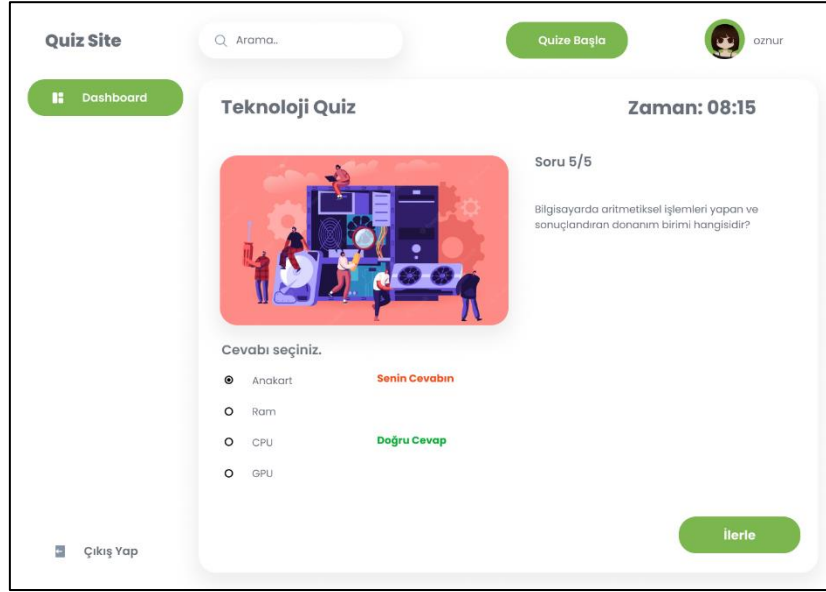 Quiz Site
Arama..
Quize Başla
oznur
Dashboard
Teknoloji Quiz
Zaman: 08:15
Soru 5/5
Bilgisayarda aritmetiksel işlemleri yapan ve
sonuçlandıran donanım birimi hangisidir?
Cevabı seçiniz.
Anakart
Senin Cevabın
Ram
CPU
Doğru Cevap
GPU
İlerle
Çıkış Yap